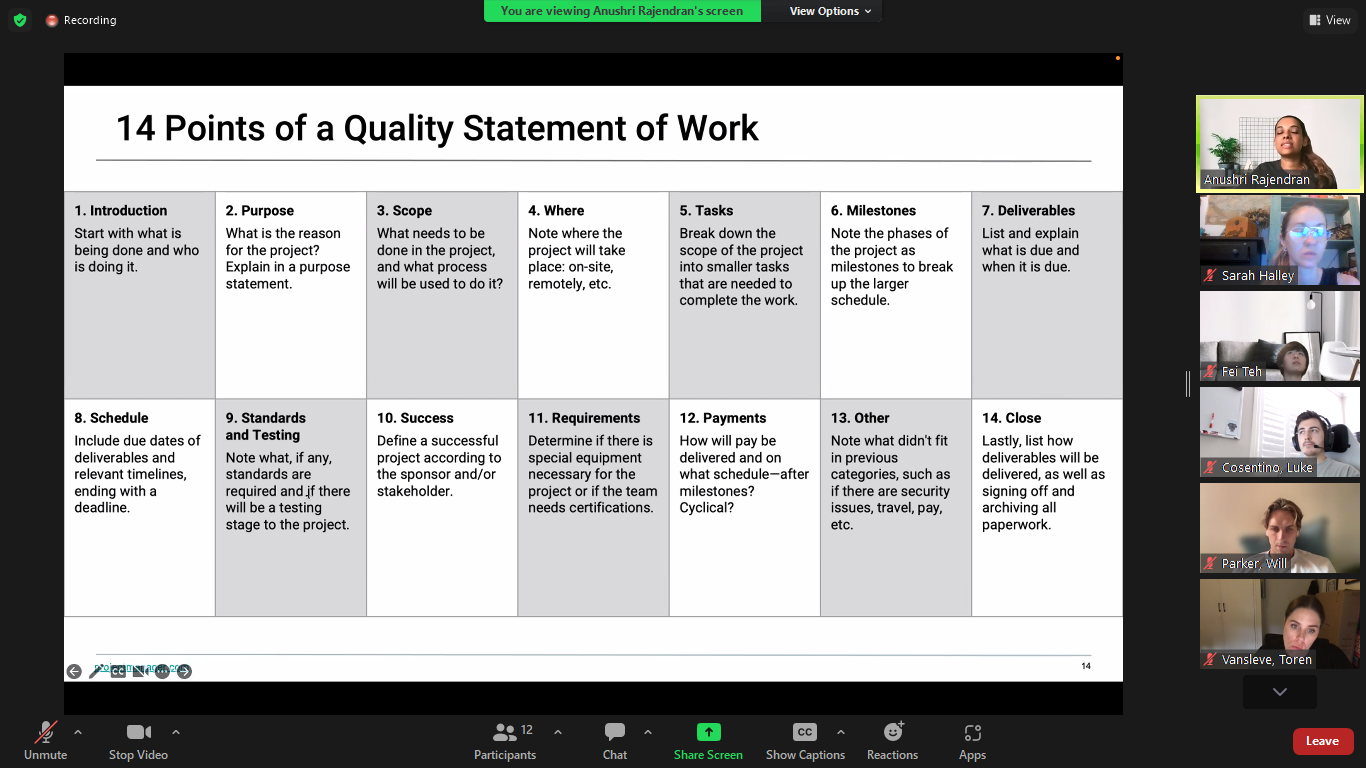 Recording
You are viewing Anushri Rajendran's screen
View Options
View
14 Points of a Quality Statement of Work
1. Introduction
Start with what is
being done and who
is doing it.
2. Purpose
What is the reason
for the project?
Explain in a purpose
statement.
3. Scope
What needs to be
done in the project,
and what process
will be used to do it?
4. Where
Note where the
project will take
place: on-site,
remotely, etc.
5. Tasks
Break down the
scope of the project
into smaller tasks
that are needed to
complete the work.
6. Milestones
Note the phases of
the project as
milestones to break
up the larger
schedule.
7. Deliverables
List and explain
what is due and
when it is due.
8. Schedule
Include due dates of
deliverables and
relevant timelines,
ending with a
deadline.
9. Standards
and Testing
Note what, if any,
standards are
required and if there
will be a testing
stage to the project.
10. Success
Define a successful
project according to
the sponsor and/or
stakeholder.
11. Requirements
Determine if there is
special equipment
necessary for the
project or if the team
needs certifications.
12. Payments
How will pay be
delivered and on
what schedule—after
milestones?
Cyclical?
13. Other
Note what didn't fit
in previous
categories, such as
if there are security
issues, travel, pay,
etc.
14. Close
Lastly, list how
deliverables will be
delivered, as well as
signing off and
archiving all
paperwork.
CC
14
Anushri Rajendran
Sarah Halley
Fei Teh
Cosentino, Luke
Parker, Will
Vansleve, Toren
Unmute
Stop Video
12
Participants
Chat
Share Screen
CC
Show Captions
Reactions
Apps
Leave